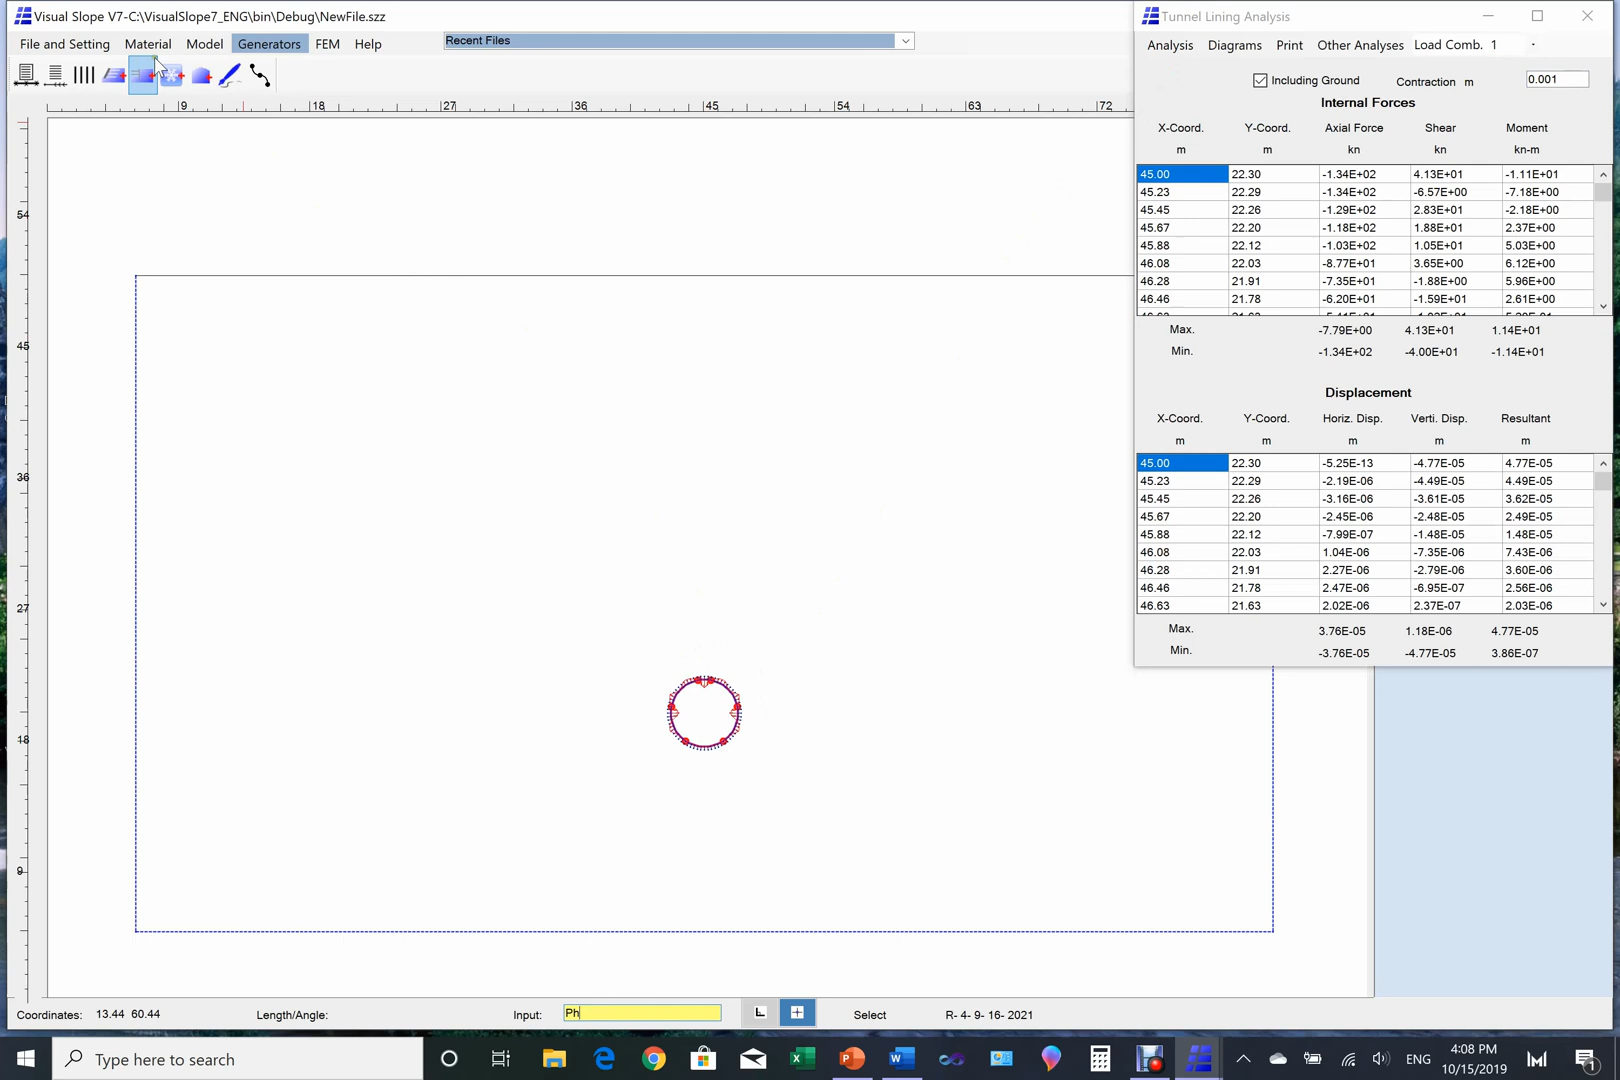 Visual Slope V7-C:\VisualSlope7_ENG\bin\Debug\NewFile.szz
File and Setting Material Model Generators FEM Help
Recent Files
9 18 27 36 45 54 63 72
54
45
36
27
18
9
Tunnel Lining Analysis
Analysis Diagrams Print Other Analyses Load Comb. 1
Including Ground Contraction m 0.001
Internal Forces
X-Coord. Y-Coord. Axial Force Shear Moment
m m kn kn kn-m
45.00 22.30 -1.34E+02 4.13E+01 -1.11E+01
45.23 22.29 -1.34E+02 -6.57E+00 -7.18E+00
45.45 22.26 -1.29E+02 2.83E+01 -2.18E+00
45.67 22.20 -1.18E+02 1.88E+01 2.37E+00
45.88 22.12 -1.03E+02 1.05E+01 5.03E+00
46.08 22.03 -8.77E+01 3.65E+00 6.12E+00
46.28 21.91 -7.35E+01 -1.88E+00 5.96E+00
46.46 21.78 -6.20E+01 -1.59E+01 2.61E+00
Max. -7.79E+00 4.13E+01 1.14E+01
Min. -1.34E+02 -4.00E+01 -1.14E+01
Displacement
X-Coord. Y-Coord. Horiz. Disp. Verti. Disp. Resultant
m m m m m
45.00 22.30 -5.25E-13 -4.77E-05 4.77E-05
45.23 22.29 -2.19E-06 -4.49E-05 4.49E-05
45.45 22.26 -3.16E-06 -3.61E-05 3.62E-05
45.67 22.20 -2.45E-06 -2.48E-05 2.49E-05
45.88 22.12 -7.99E-07 -1.48E-05 1.48E-05
46.08 22.03 1.04E-06 -7.35E-06 7.43E-06
46.28 21.91 2.27E-06 -2.79E-06 3.60E-06
46.46 21.78 2.47E-06 -6.95E-07 2.56E-06
46.63 21.63 2.02E-06 2.37E-07 2.03E-06
Max. 3.76E-05 1.18E-06 4.77E-05
Min. -3.76E-05 -4.77E-05 3.86E-07
Coordinates: 13.44 60.44 Length/Angle: Input: Ph Select R- 4- 9- 16- 2021
Type here to search
ENG
4:08 PM
10/15/2019
1